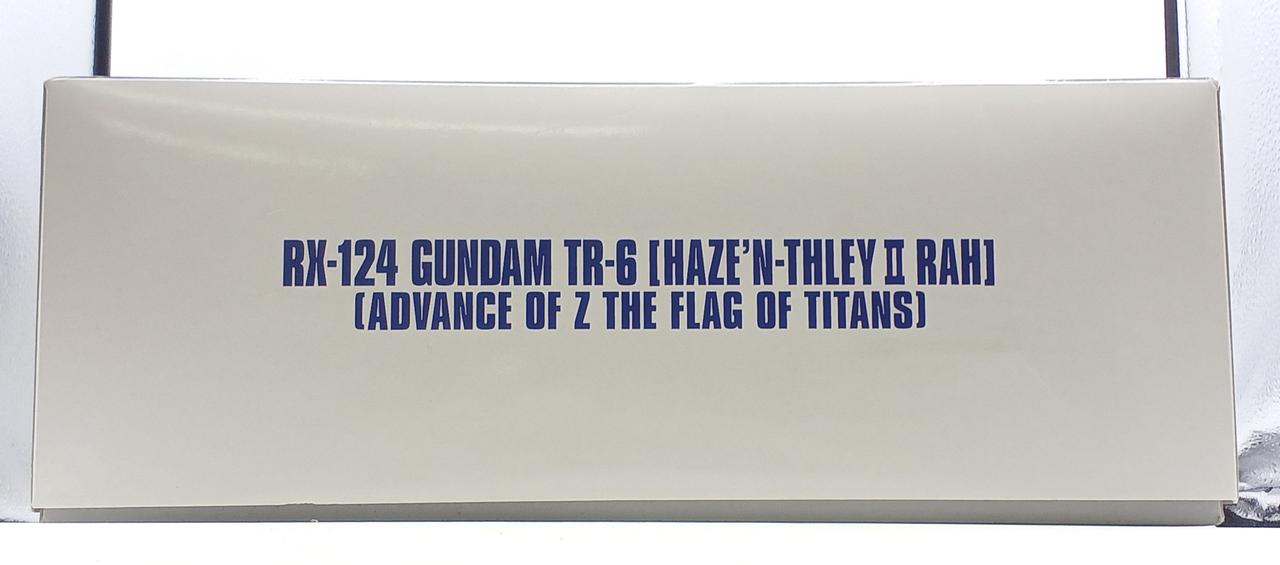 RX-124 GUNDAM TR-6 [HAZE'N-THLEY II RAH]
(ADVANCE OF Z THE FLAG OF TITANS)